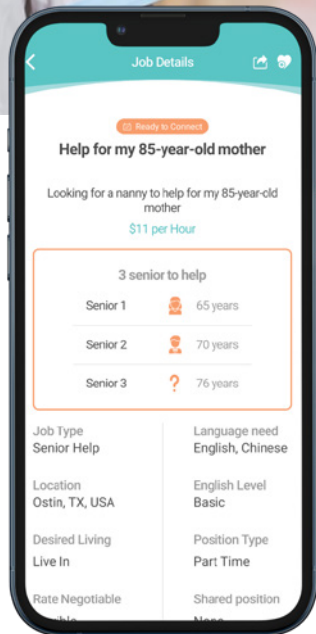 Job Details
Ready to Connect
Help for my 85-year-old mother
Looking for a nanny to help for my 85-year-old
mother
$11 per Hour
3 senior to help
Senior 1 65 years
Senior 2 70 years
Senior 3 ? 76 years
Job Type
Senior Help
Language need
English, Chinese
Location
Ostin, TX, USA
English Level
Basic
Desired Living
Live In
Position Type
Part Time
Rate Negotiable
Shared position